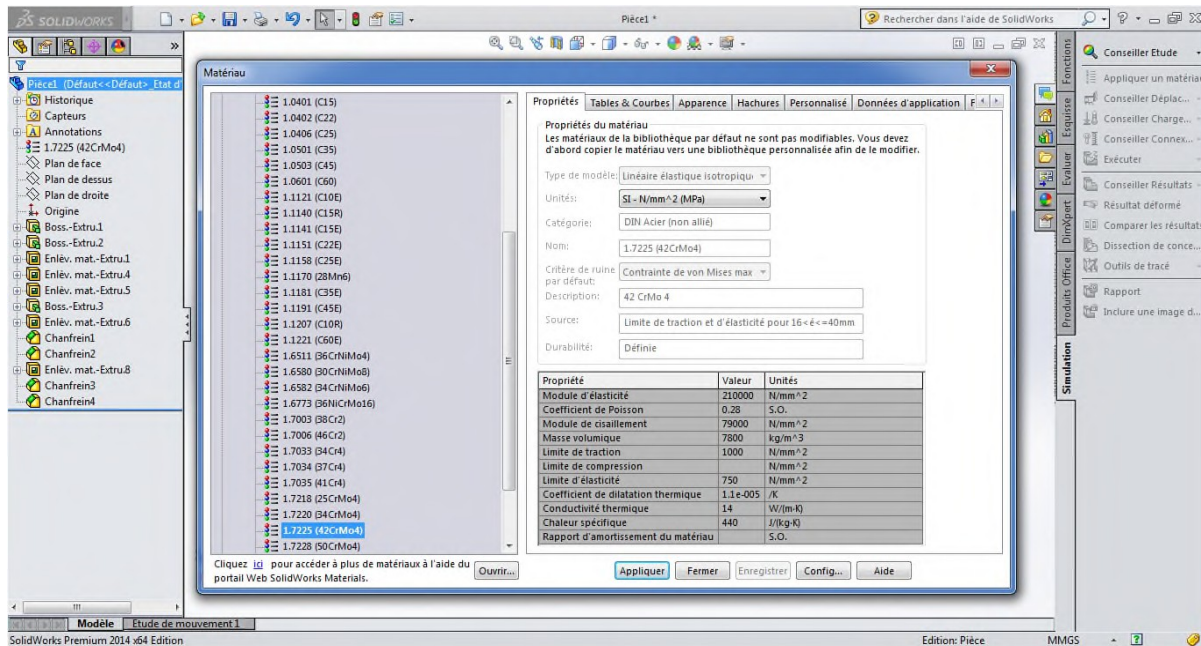 SOLIDWORKS
Pièce1 *
Rechercher dans l'aide de SolidWorks
Pièce1 (Défaut<<Défaut>_Etat d'
Historique
Capteurs
Annotations
1.7225 (42CrMo4)
Plan de face
Plan de dessus
Plan de droite
Origine
Boss.-Extru.1
Boss.-Extru.2
Enlèv. mat.-Extru.1
Enlèv. mat.-Extru.4
Enlèv. mat.-Extru.5
Boss.-Extru.3
Enlèv. mat.-Extru.6
Chanfrein1
Chanfrein2
Enlèv. mat.-Extru.8
Chanfrein3
Chanfrein4
Matériau
1.0401 (C15)
1.0402 (C22)
1.0406 (C25)
1.0501 (C35)
1.0503 (C45)
1.0601 (C60)
1.1121 (C10E)
1.1140 (C15R)
1.1141 (C15E)
1.1151 (C22E)
1.1158 (C25E)
1.1170 (28Mn6)
1.1181 (C35E)
1.1191 (C45E)
1.1207 (C10R)
1.1221 (C60E)
1.6511 (36CrNiMo4)
1.6580 (30CrNiMo8)
1.6582 (34CrNiMo6)
1.6773 (36NiCrMo16)
1.7003 (38Cr2)
1.7006 (46Cr2)
1.7033 (34Cr4)
1.7034 (37Cr4)
1.7035 (41Cr4)
1.7218 (25CrMo4)
1.7220 (34CrMo4)
1.7225 (42CrMo4)
1.7228 (50CrMo4)
Cliquez ici pour accéder à plus de matériaux à l'aide du
portail Web SolidWorks Materials.
Ouvrir...
Propriétés Tables & Courbes Apparence Hachures Personnalisé Données d'application F
Propriétés du matériau
Les matériaux de la bibliothèque par défaut ne sont pas modifiables. Vous devez
d'abord copier le matériau vers une bibliothèque personnalisée afin de le modifier.
Type de modèle: Linéaire élastique isotropiqu
Unités: SI - N/mm^2 (MPa)
Catégorie: DIN Acier (non allié)
Nom: 1.7225 (42CrMo4)
Critère de ruine par défaut: Contrainte de von Mises max
Description: 42 CrMo 4
Source: Limite de traction et d'élasticité pour 16<é<=40mm
Durabilité: Définie
Propriété Valeur Unités
Module d'élasticité 210000 N/mm^2
Coefficient de Poisson 0.28 S.O.
Module de cisaillement 79000 N/mm^2
Masse volumique 7800 kg/m^3
Limite de traction 1000 N/mm^2
Limite de compression N/mm^2
Limite d'élasticité 750 N/mm^2
Coefficient de dilatation thermique 1.1e-005 /K
Conductivité thermique 14 W/(m·K)
Chaleur spécifique 440 J/(kg·K)
Rapport d'amortissement du matériau S.O.
Appliquer Fermer Enregistrer Config... Aide
Fonctions
Esquisse
Evaluer
DimXpert
Produits Office
Simulation
Conseiller Etude
Appliquer un matéria
Conseiller Déplac...
Conseiller Charge...
Conseiller Connex...
Exécuter
Conseiller Résultats
Résultat déformé
Comparer les résultat
Dissection de conce...
Outils de tracé
Rapport
Inclure une image d...
Modèle Etude de mouvement 1
SolidWorks Premium 2014 x64 Edition
Edition: Pièce
MMGS